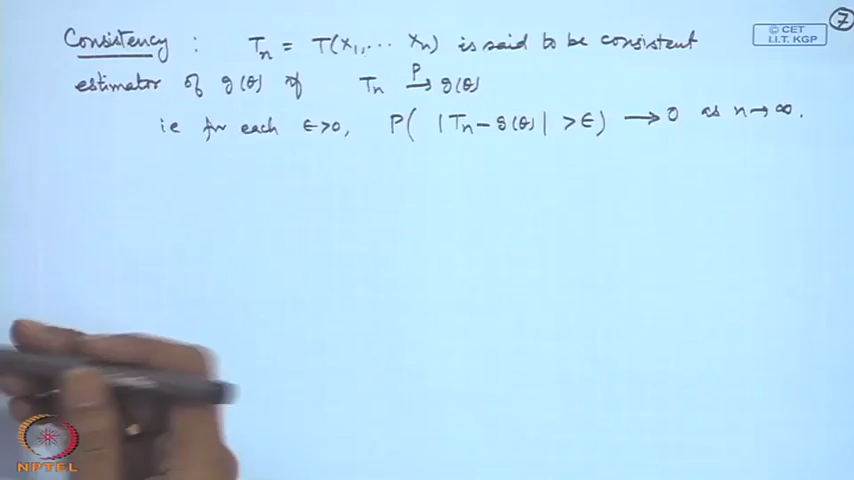 7
© CET
I.I.T. KGP
Consistency : Tₙ = T(X₁,... Xₙ) is said to be consistent
estimator of g(θ) if Tₙ →ᴾ g(θ)
ie for each ϵ>0, P( |Tₙ - g(θ)| > ϵ) → 0 as n → ∞.
NPTEL